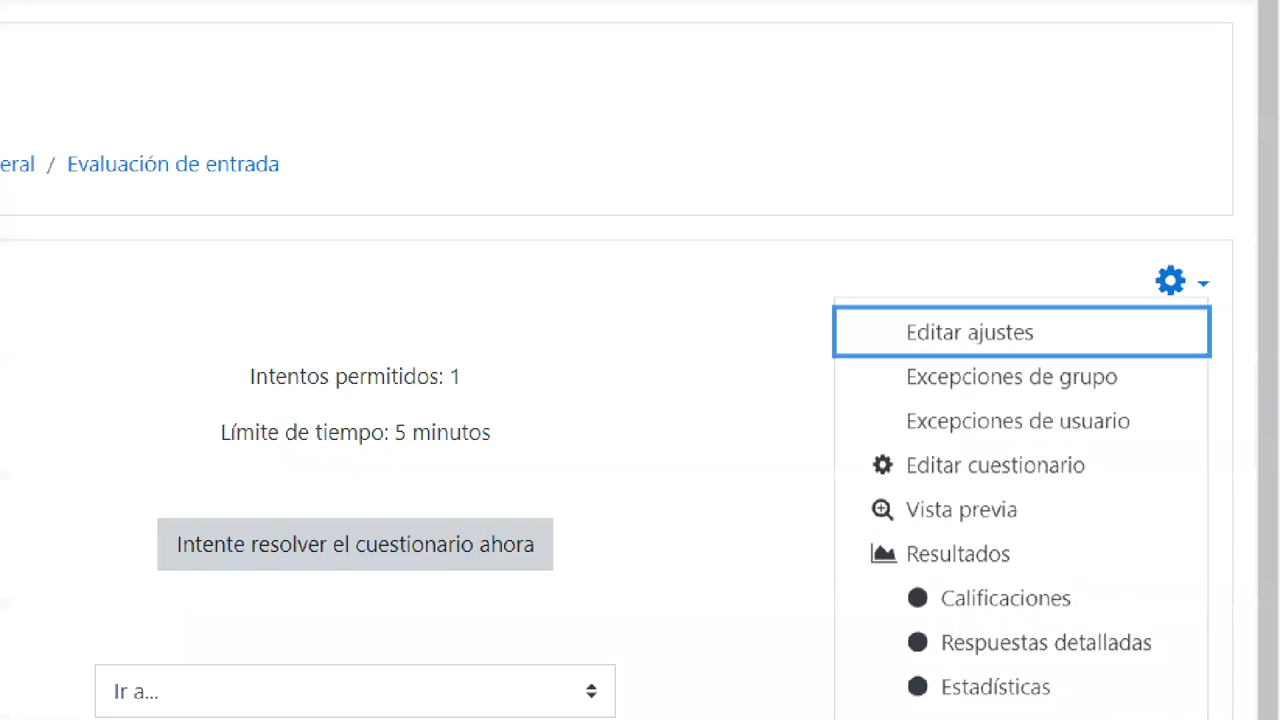 eral / Evaluación de entrada
Editar ajustes
Intentos permitidos: 1
Excepciones de grupo
Límite de tiempo: 5 minutos
Excepciones de usuario
Editar cuestionario
Vista previa
Intente resolver el cuestionario ahora
Resultados
Calificaciones
Respuestas detalladas
Ir a...
Estadísticas